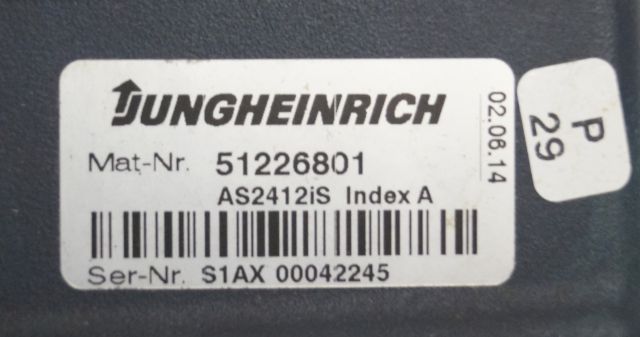 JUNGHEINRICH
Mat-Nr. 51226801
AS2412iS Index A
Ser-Nr. S1AX 00042245
02.06.14
P
29